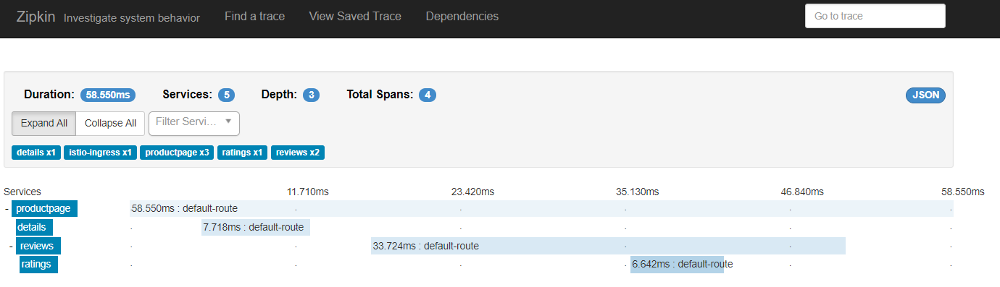 Zipkin Investigate system behavior Find a trace View Saved Trace Dependencies Go to trace
Duration: 58.550ms Services: 5 Depth: 3 Total Spans: 4 JSON
Expand All Collapse All Filter Servi...
details x1 istio-ingress x1 productpage x3 ratings x1 reviews x2
Services 11.710ms 23.420ms 35.130ms 46.840ms 58.550ms
- productpage 58.550ms : default-route
details 7.718ms : default-route
- reviews 33.724ms : default-route
ratings 6.642ms : default-route